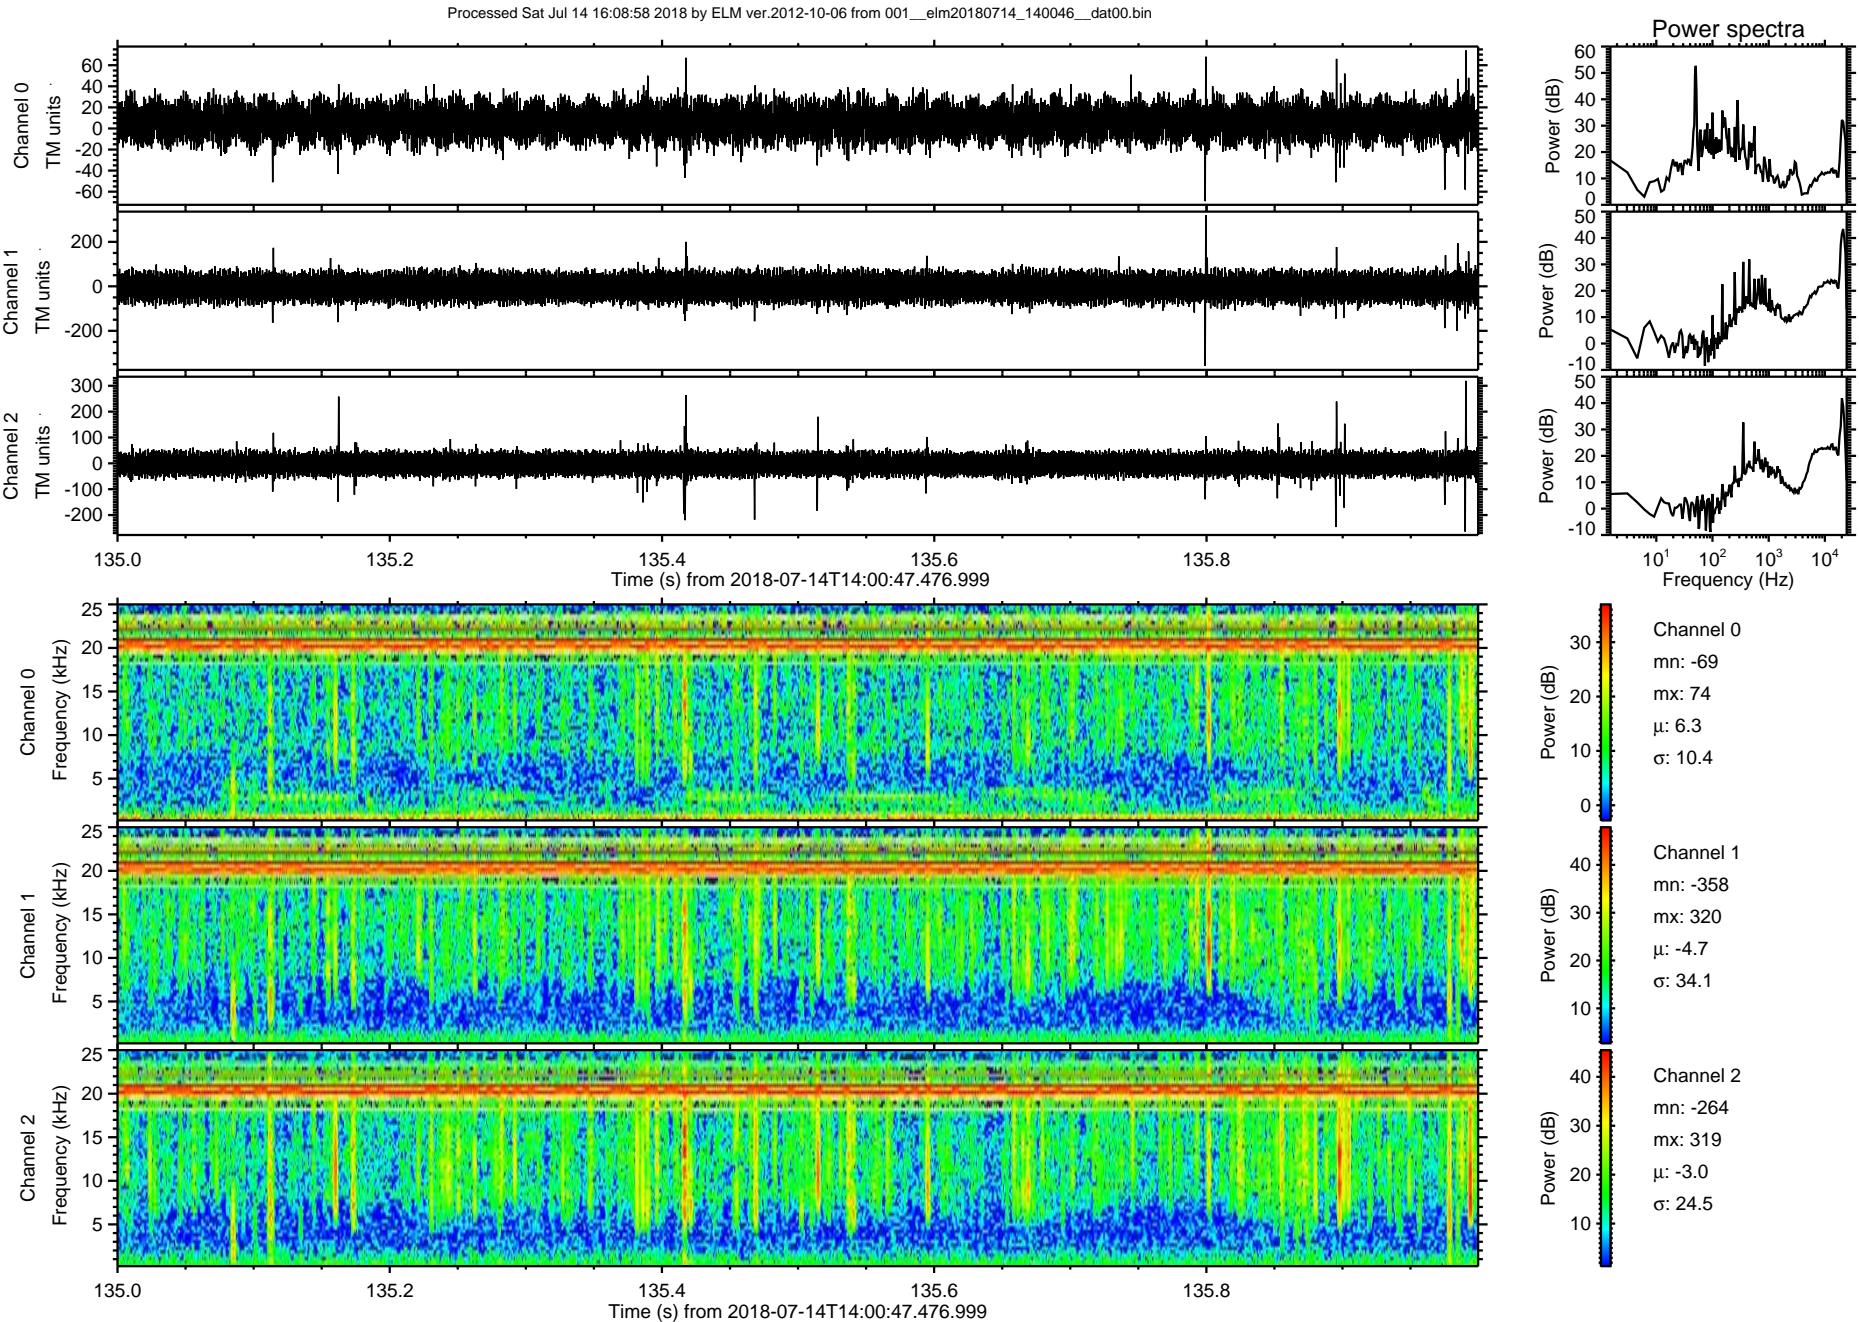 Processed Sat Jul 14 16:08:58 2018 by ELM ver.2012-10-06 from 001__elm20180714_140046__dat00.bin
Power spectra
Channel 0
TM units
60
40
20
0
-20
-40
-60
Power (dB)
60
50
40
30
20
10
0
Channel 1
TM units
200
0
-200
Power (dB)
50
40
30
20
10
0
-10
Channel 2
TM units
300
200
100
0
-100
-200
Power (dB)
50
40
30
20
10
0
-10
135.0 135.2 135.4 135.6 135.8
Time (s) from 2018-07-14T14:00:47.476.999
10¹ 10² 10³ 10⁴
Frequency (Hz)
Channel 0
Frequency (kHz)
25
20
15
10
5
Power (dB)
30
20
10
0
Channel 0
mn: -69
mx: 74
μ: 6.3
σ: 10.4
Channel 1
Frequency (kHz)
25
20
15
10
5
Power (dB)
40
30
20
10
Channel 1
mn: -358
mx: 320
μ: -4.7
σ: 34.1
Channel 2
Frequency (kHz)
25
20
15
10
5
Power (dB)
40
30
20
10
Channel 2
mn: -264
mx: 319
μ: -3.0
σ: 24.5
135.0 135.2 135.4 135.6 135.8
Time (s) from 2018-07-14T14:00:47.476.999